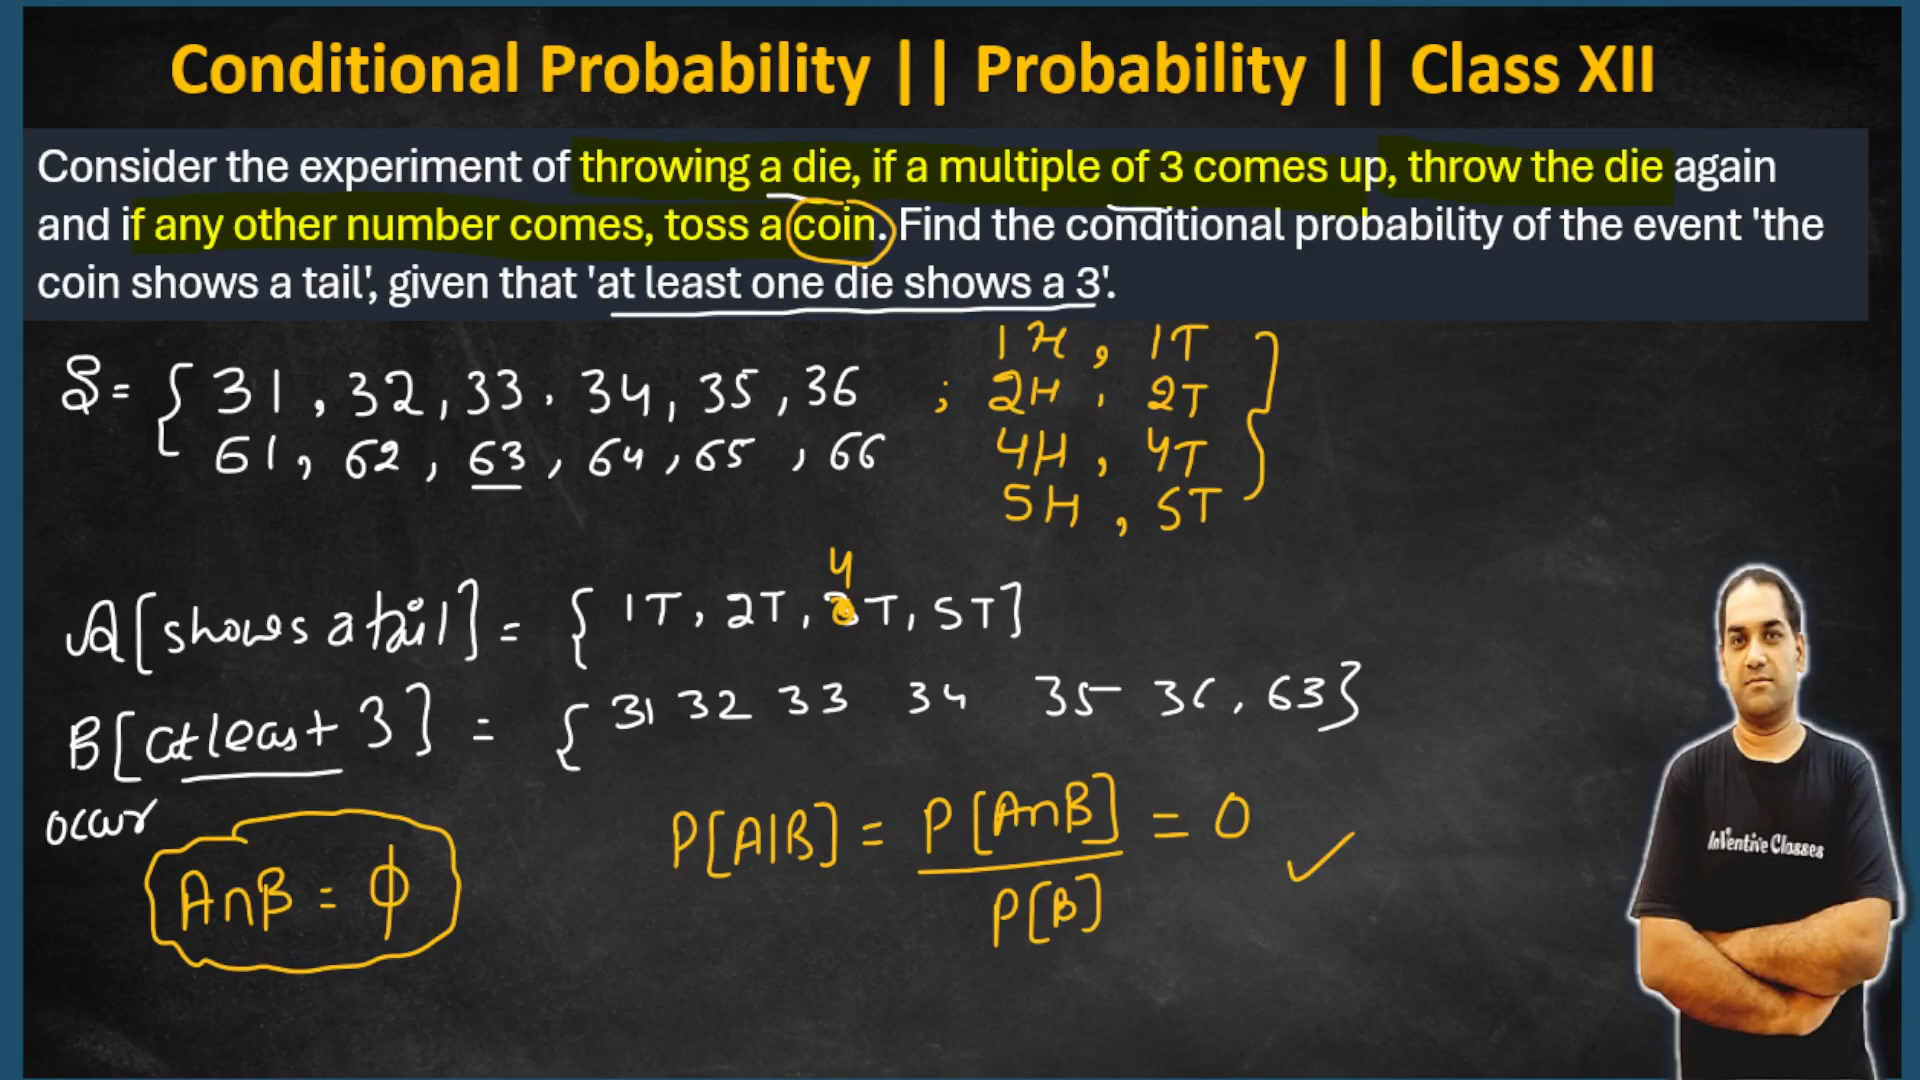 Conditional Probability || Probability || Class XII
Consider the experiment of throwing a die, if a multiple of 3 comes up, throw the die again
and if any other number comes, toss a coin. Find the conditional probability of the event 'the
coin shows a tail', given that 'at least one die shows a 3'.
S = { 31, 32, 33, 34, 35, 36 ; 1H, 1T
2H, 2T
61, 62, 63, 64, 65, 66 4H, 4T
5H, 5T }
4
A[shows a tail] = { 1T, 2T, T, 5T}
B[at least 3] = { 31 32 33 34 35 36, 63}
occur
P[A|B] = P[A∩B] = 0 ✓
P[B]
A∩B = ϕ
Inventive Classes